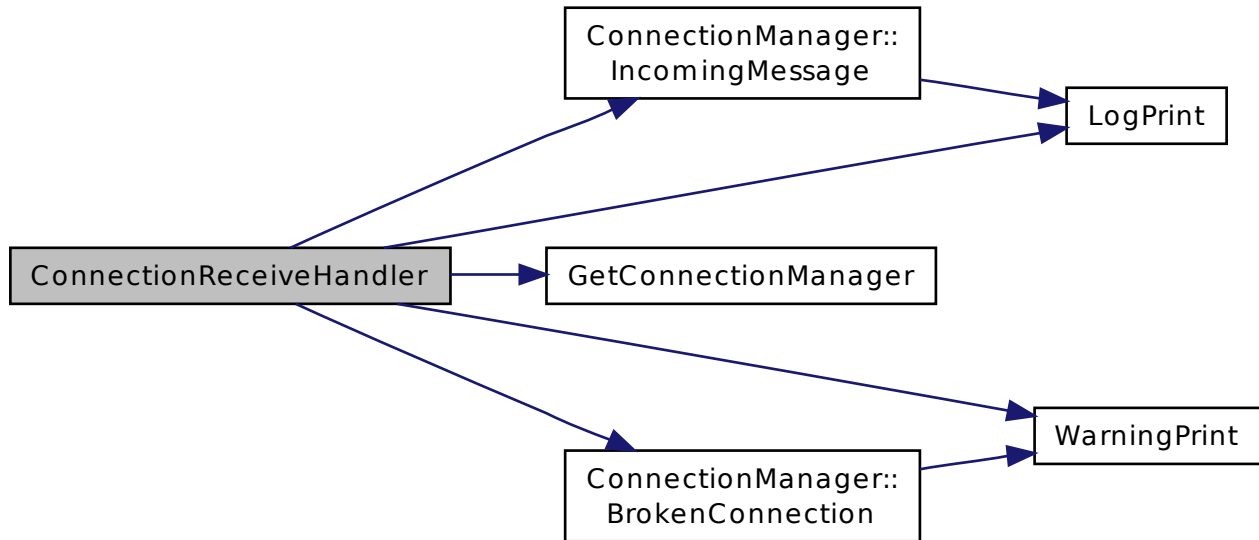 ConnectionManager::
IncomingMessage
LogPrint
ConnectionReceiveHandler
GetConnectionManager
WarningPrint
ConnectionManager::
BrokenConnection